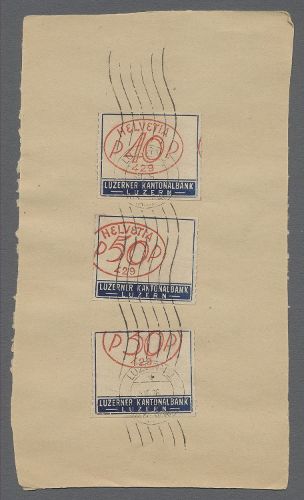 HELVETIA
P 40 P
429
LUZERNER KANTONALBANK
LUZERN
HELVETIA
P 50 P
429
LUZERNER KANTONALBANK
LUZERN
P 50 P
429
LUZERNER KANTONALBANK
LUZERN